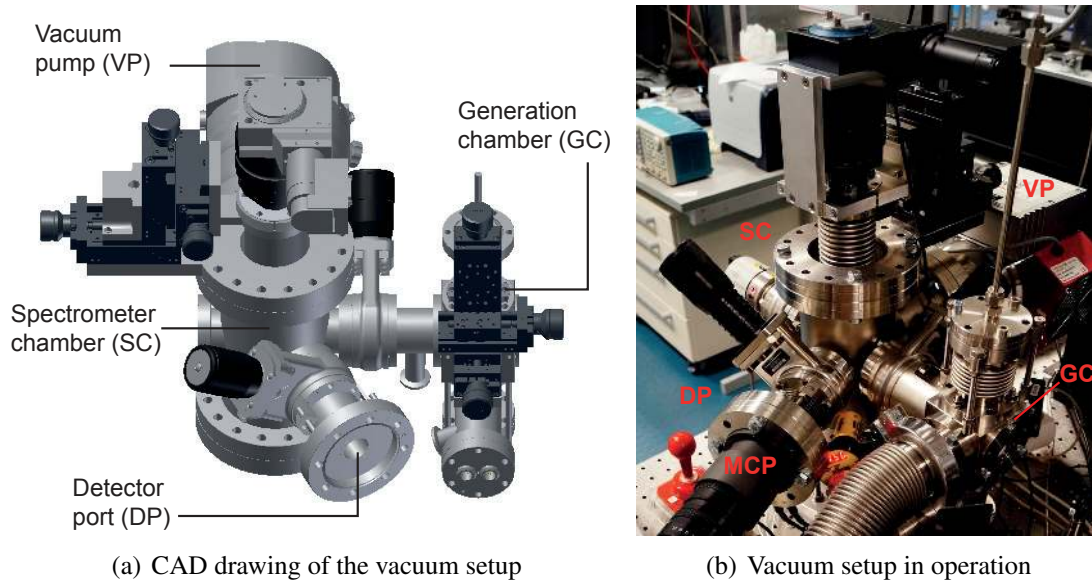 Vacuum
pump (VP)
Generation
chamber (GC)
Spectrometer
chamber (SC)
Detector
port (DP)
SC
VP
DP
GC
MCP
(a) CAD drawing of the vacuum setup
(b) Vacuum setup in operation